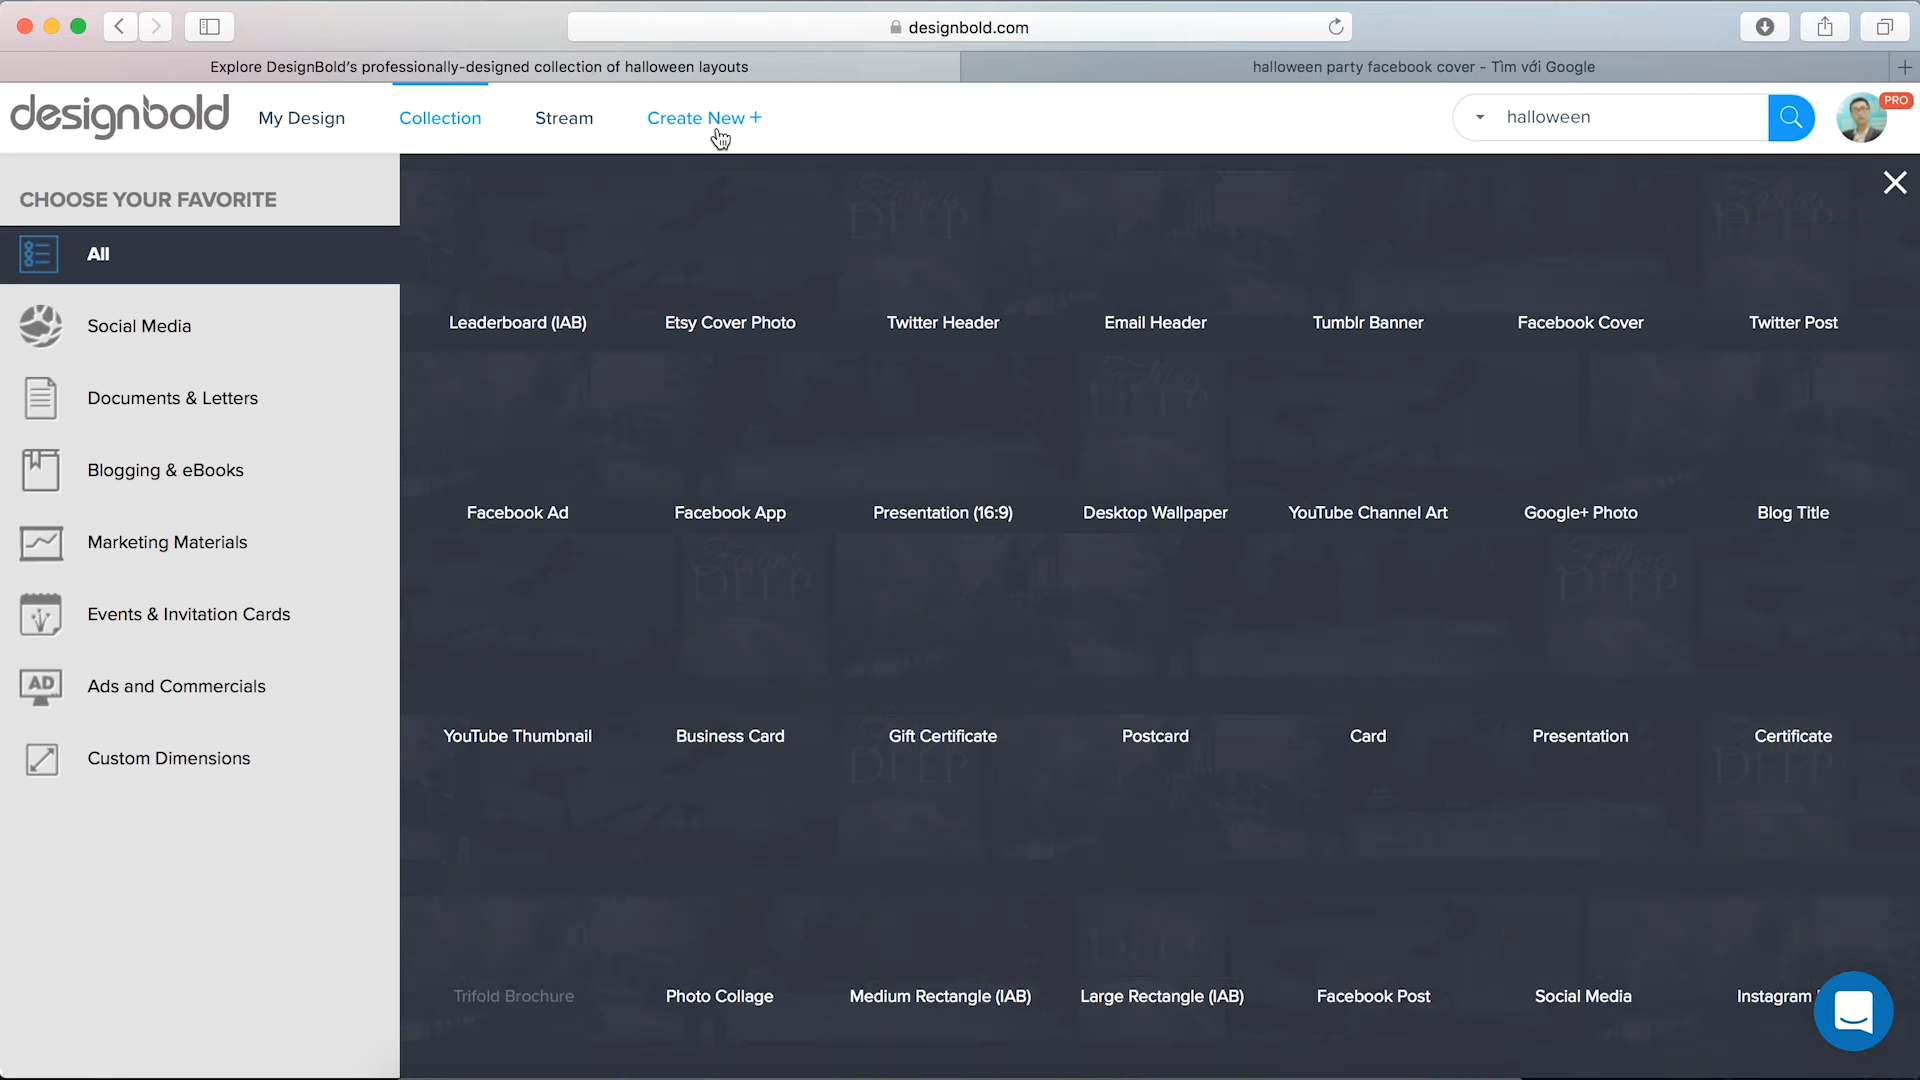 designbold.com
Explore DesignBold's professionally-designed collection of halloween layouts
halloween party facebook cover - Tìm với Google
designbold
My Design
Collection
Stream
Create New +
halloween
PRO
CHOOSE YOUR FAVORITE
All
Social Media
Documents & Letters
Blogging & eBooks
Marketing Materials
Events & Invitation Cards
AD
Ads and Commercials
Custom Dimensions
Leaderboard (IAB)
Etsy Cover Photo
Twitter Header
Email Header
Tumblr Banner
Facebook Cover
Twitter Post
Facebook Ad
Facebook App
Presentation (16:9)
Desktop Wallpaper
YouTube Channel Art
Google+ Photo
Blog Title
YouTube Thumbnail
Business Card
Gift Certificate
Postcard
Card
Presentation
Certificate
Trifold Brochure
Photo Collage
Medium Rectangle (IAB)
Large Rectangle (IAB)
Facebook Post
Social Media
Instagram